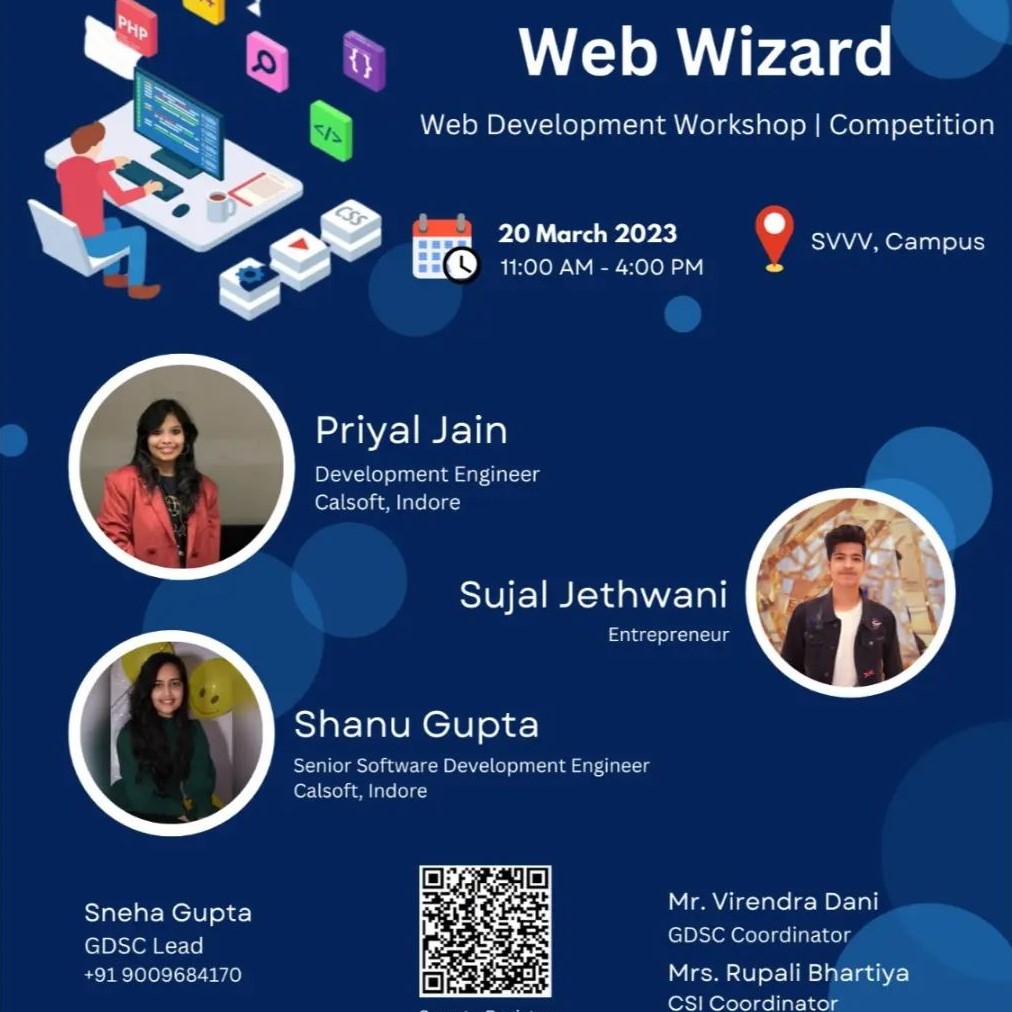 PHP
Web Wizard
Web Development Workshop | Competition
CSS
20 March 2023
11:00 AM - 4:00 PM
SVVV, Campus
Priyal Jain
Development Engineer
Calsoft, Indore
Sujal Jethwani
Entrepreneur
Shanu Gupta
Senior Software Development Engineer
Calsoft, Indore
Sneha Gupta
GDSC Lead
+91 9009684170
Mr. Virendra Dani
GDSC Coordinator
Mrs. Rupali Bhartiya
CSI Coordinator